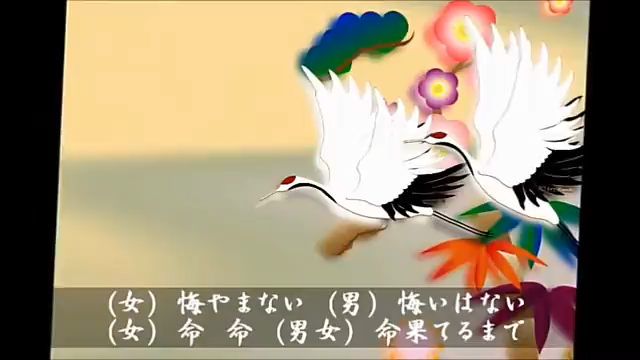 (女) 悔やまない (男) 悔いはない
(女) 命 命 (男女) 命果てるまで